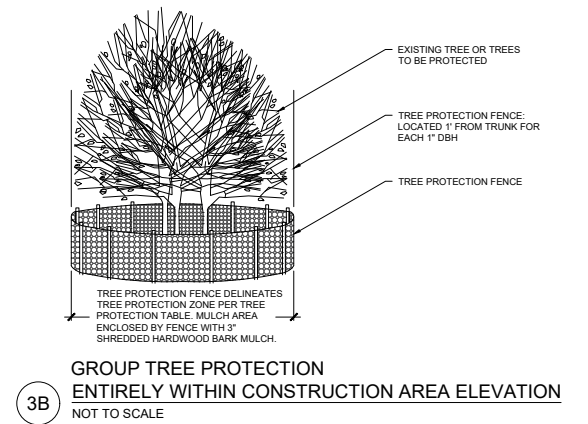 EXISTING TREE OR TREES
TO BE PROTECTED
TREE PROTECTION FENCE:
LOCATED 1' FROM TRUNK FOR
EACH 1" DBH
TREE PROTECTION FENCE
TREE PROTECTION FENCE DELINEATES
TREE PROTECTION ZONE PER TREE
PROTECTION TABLE. MULCH AREA
ENCLOSED BY FENCE WITH 3"
SHREDDED HARDWOOD BARK MULCH.
GROUP TREE PROTECTION
3B
ENTIRELY WITHIN CONSTRUCTION AREA ELEVATION
NOT TO SCALE